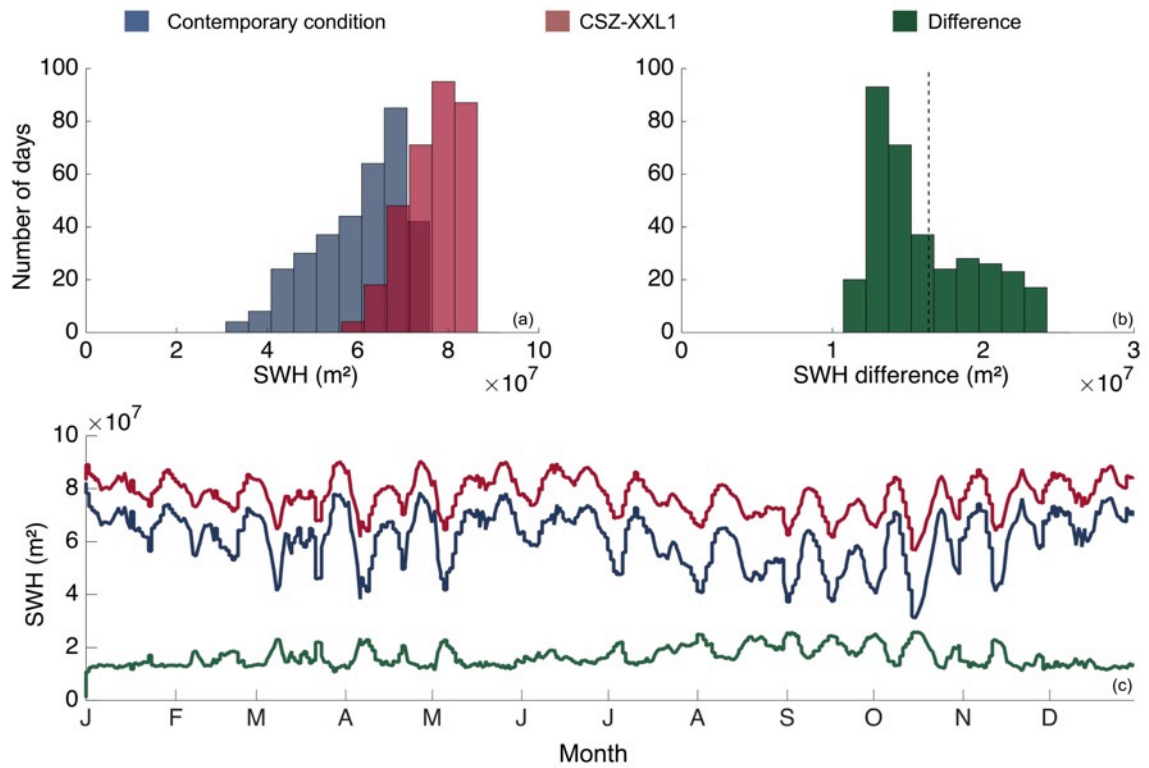 Contemporary condition CSZ-XXL1 Difference
100
80
60
40
20
0
Number of days
0 2 4 6 8 10
SWH (m²) ×10⁷
(a)
100
80
60
40
20
0
0 1 2 3
SWH difference (m²) ×10⁷
(b)
×10⁷
10
8
6
4
2
0
SWH (m²)
(c)
J F M A M J J A S O N D
Month